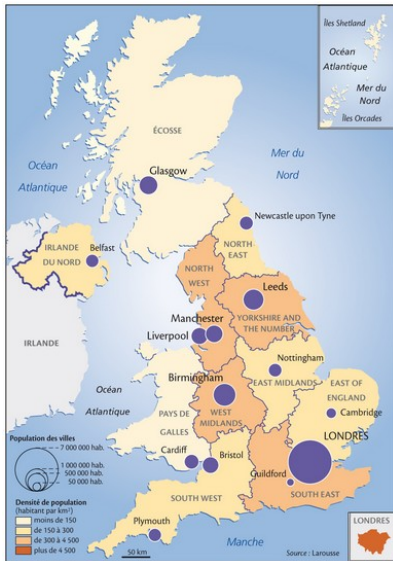 Îles Shetland
Océan
Atlantique
Mer du
Nord
Îles Orcades
ÉCOSSE
Océan
Atlantique
Mer du
Nord
Glasgow
Newcastle upon Tyne
IRLANDE
DU NORD
Belfast
NORTH
EAST
NORTH
WEST
Leeds
YORKSHIRE AND
THE NUMBER
Manchester
Liverpool
IRLANDE
Nottingham
Océan
Atlantique
Birmingham
EAST MIDLANDS
EAST OF
ENGLAND
PAYS DE
GALLES
WEST
MIDLANDS
Cambridge
Population des villes
7 000 000 hab.
1 000 000 hab.
500 000 hab.
50 000 hab.
Cardiff
Bristol
LONDRES
Guildford
SOUTH EAST
Densité de population
(habitant par km²)
moins de 150
de 150 à 300
de 300 à 4 500
plus de 4 500
SOUTH WEST
Plymouth
50 km
Manche
Source : Larousse
LONDRES